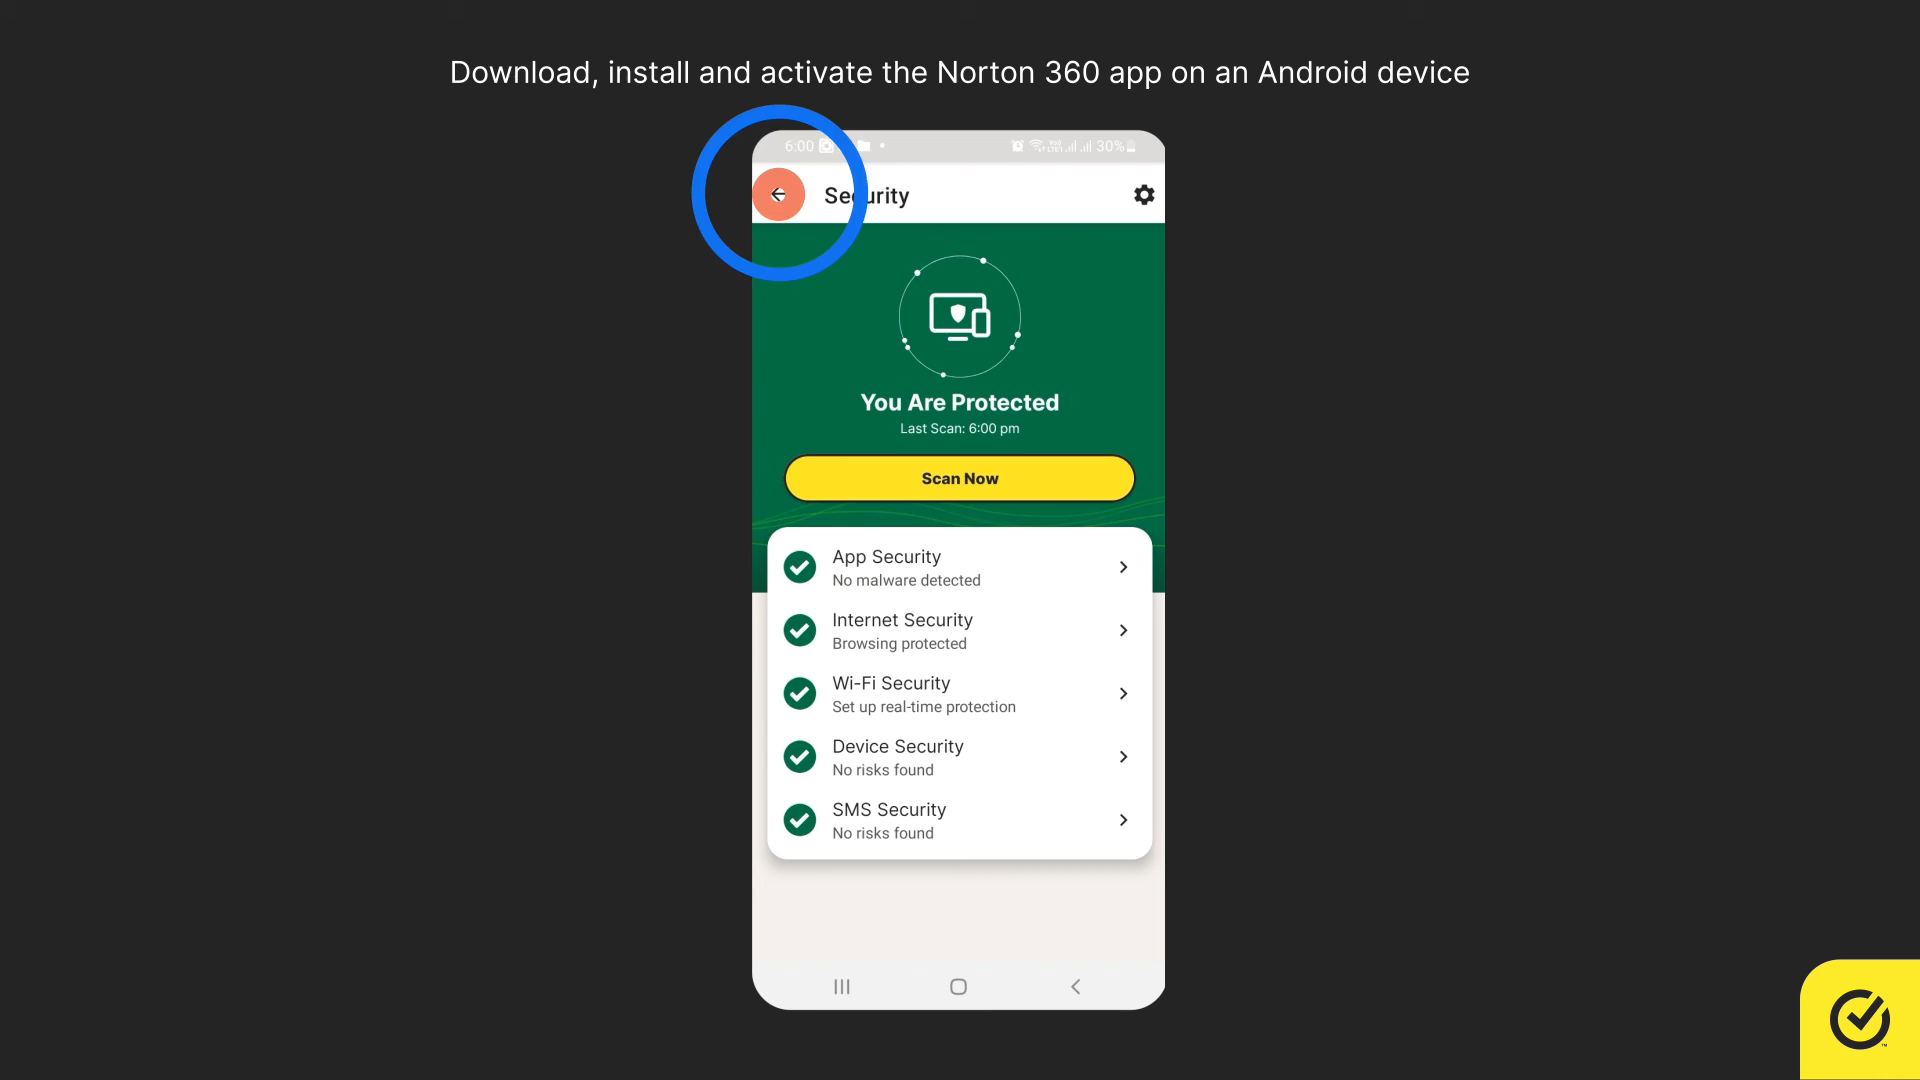 Download, install and activate the Norton 360 app on an Android device
6:00
30%
Security
You Are Protected
Last Scan: 6:00 pm
Scan Now
App Security
No malware detected
Internet Security
Browsing protected
Wi-Fi Security
Set up real-time protection
Device Security
No risks found
SMS Security
No risks found